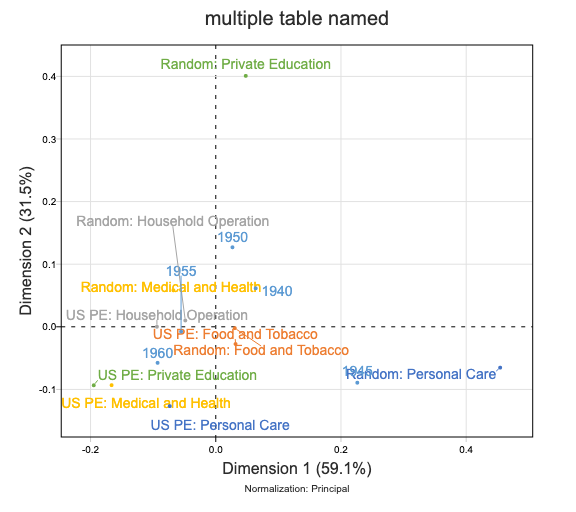 multiple table named
Random: Private Education
0.4
0.3
0.2
Random: Household Operation
1950
1955
0.1
Random: Medical and Health
1940
US PE: Household Operation
0.0
US PE: Food and Tobacco
1960
Random: Food and Tobacco
1945
Random: Personal Care
US PE: Private Education
-0.1
US PE: Medical and Health
US PE: Personal Care
-0.2
0.0
0.2
0.4
Dimension 2 (31.5%)
Dimension 1 (59.1%)
Normalization: Principal